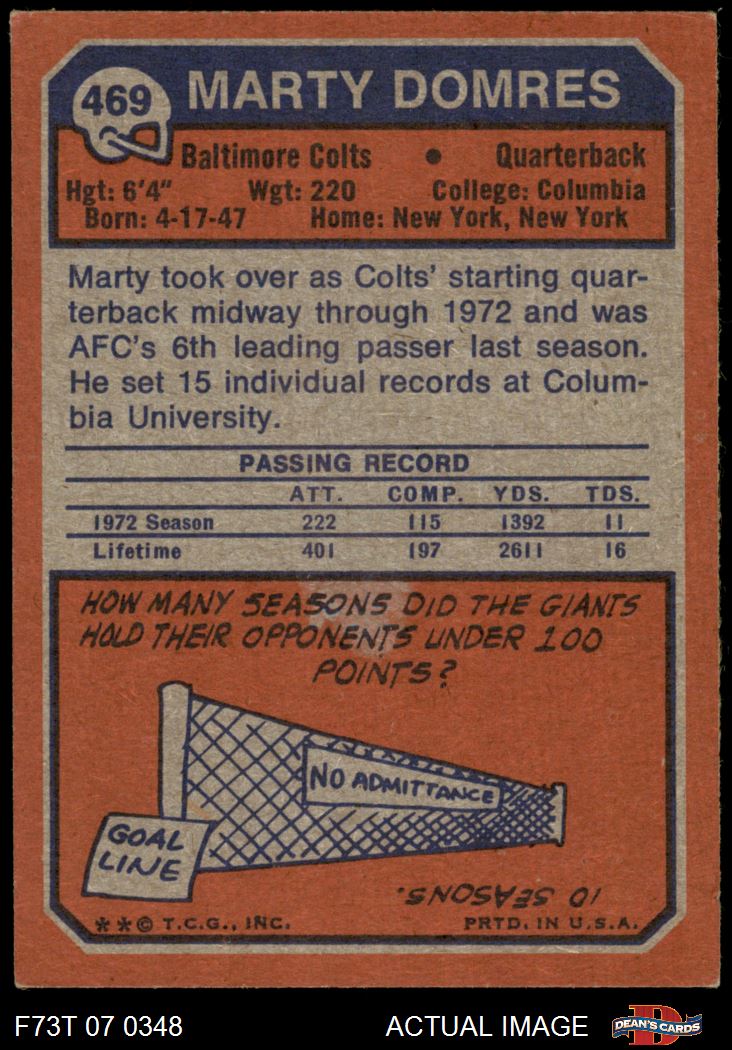 469
MARTY DOMRES
Baltimore Colts • Quarterback
Hgt: 6'4" Wgt: 220 College: Columbia
Born: 4-17-47 Home: New York, New York
Marty took over as Colts' starting quar-
terback midway through 1972 and was
AFC's 6th leading passer last season.
He set 15 individual records at Colum-
bia University.
PASSING RECORD
ATT. COMP. YDS. TDS.
1972 Season 222 115 1392 11
Lifetime 401 197 2611 16
HOW MANY SEASONS DID THE GIANTS
HOLD THEIR OPPONENTS UNDER 100
POINTS?
NO ADMITTANCE
GOAL
LINE
10 SEASONS.
**© T.C.G., INC. PRTD. IN U.S.A.
F73T 07 0348 ACTUAL IMAGE
D
DEAN'S CARDS